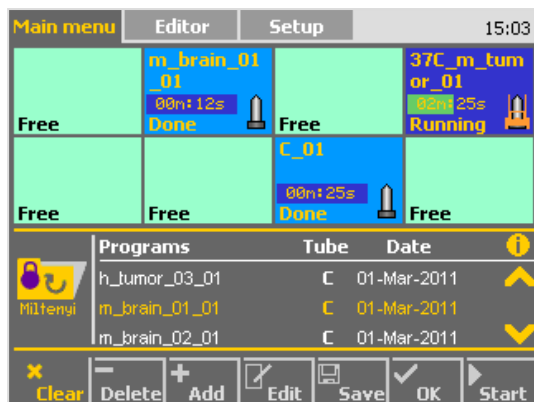 Main menu Editor Setup 15:03
m_brain_01
_01
00m:12s
Done
37C_m_tum
or_01
02m:25s
Running
Free
Free
C_01
00m:25s
Done
Free
Free
Free
Programs Tube Date
h_tumor_03_01 C 01-Mar-2011
m_brain_01_01 C 01-Mar-2011
m_brain_02_01 C 01-Mar-2011
Miltenyi
Clear Delete Add Edit Save OK Start